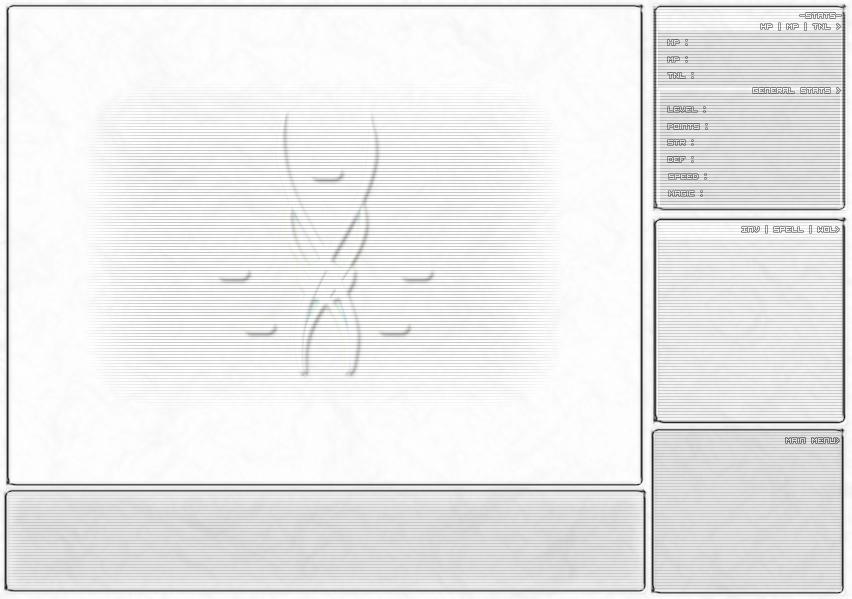 -STATS-
HP | MP | TNL >
HP :
MP :
TNL :
GENERAL STATS >
LEVEL :
POINTS :
STR :
DEF :
SPEED :
MAGIC :
INV | SPELL | WOL>
MAIN MENU>